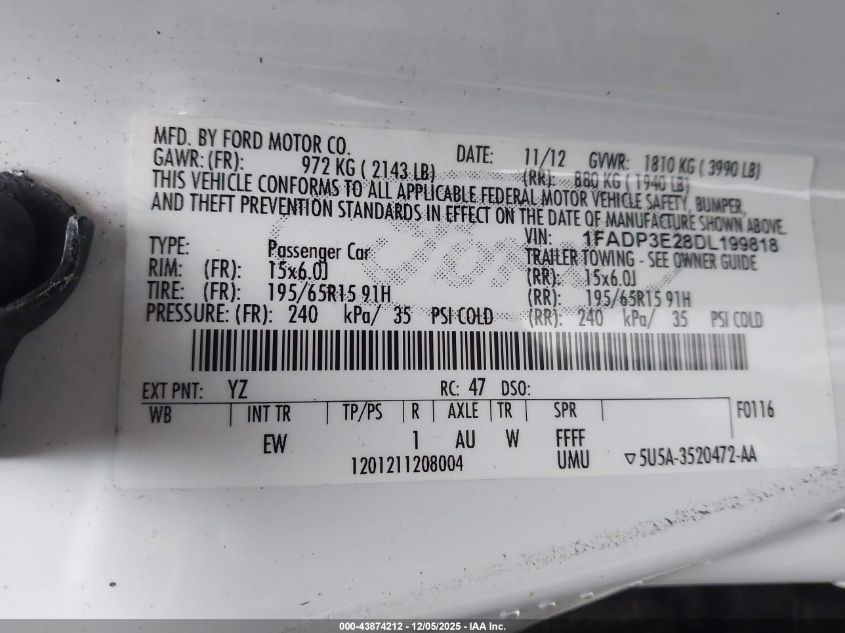 MFD. BY FORD MOTOR CO.
DATE: 11/12 GVWR: 1810 KG ( 3990 LB)
GAWR: (FR): 972 KG ( 2143 LB) (RR): 880 KG ( 1940 LB)
THIS VEHICLE CONFORMS TO ALL APPLICABLE FEDERAL MOTOR VEHICLE SAFETY, BUMPER,
AND THEFT PREVENTION STANDARDS IN EFFECT ON THE DATE OF MANUFACTURE SHOWN ABOVE.
VIN: 1FADP3E28DL199818
TYPE: Passenger Car TRAILER TOWING - SEE OWNER GUIDE
RIM: (FR): 15x6.0J (RR): 15x6.0J
TIRE: (FR): 195/65R15 91H (RR): 195/65R15 91H
PRESSURE: (FR): 240 kPa/ 35 PSI COLD (RR): 240 kPa/ 35 PSI COLD
EXT PNT: YZ RC: 47 DSO:
WB INT TR TP/PS R AXLE TR SPR F0116
EW 1 AU W FFFF
1201211208004 UMU ▽5U5A-3520472-AA
000-43874212 - 12/05/2025 - IAA Inc.